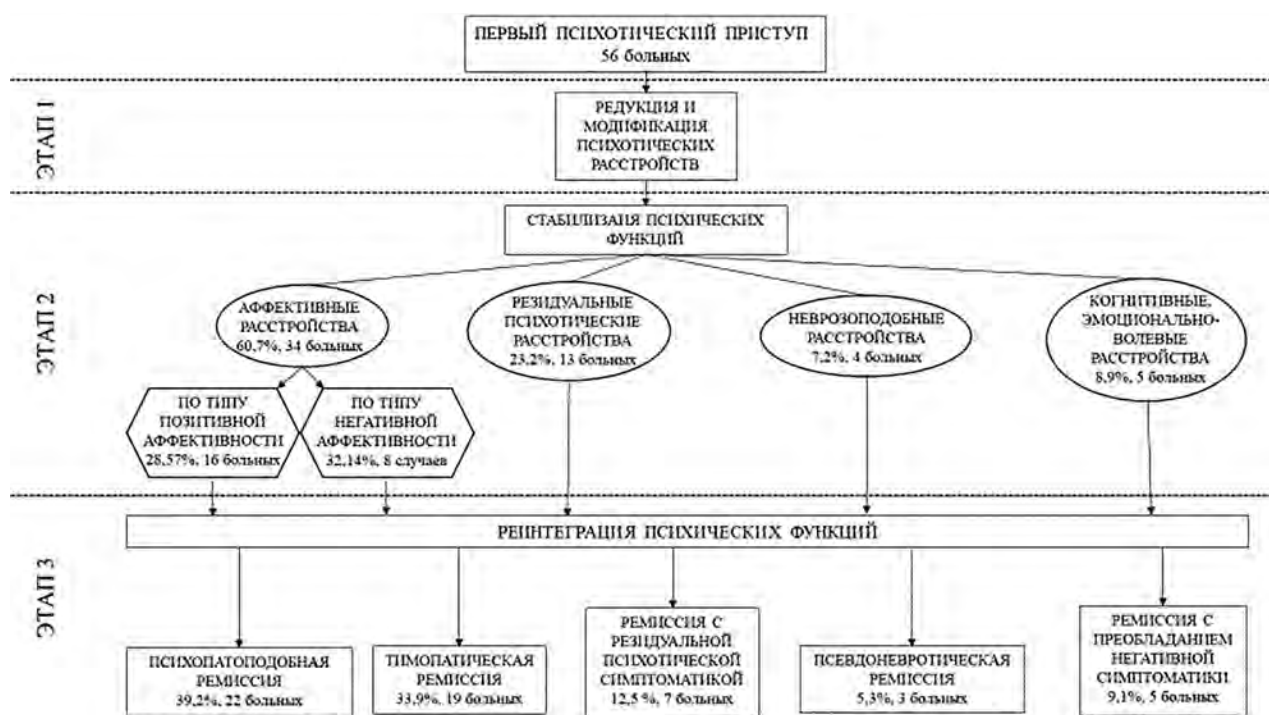 ПЕРВЫЙ ПСИХОТИЧЕСКИЙ ПРИСТУП
56 больных
ЭТАП 1
РЕДУКЦИЯ И
МОДИФИКАЦИЯ
ПСИХОТИЧЕСКИХ
РАССТРОЙСТВ
ЭТАП 2
СТАБИЛИЗАИЯ ПСИХИЧЕСКИХ
ФУНКЦИЙ
АФФЕКТИВНЫЕ
РАССТРОЙСТВА
60,7%, 34 больных
РЕЗИДУАЛЬНЫЕ
ПСИХОТИЧЕСКИЕ
РАССТРОЙСТВА
23,2%, 13 больных
НЕВРОЗОПОДОБНЫЕ
РАССТРОЙСТВА
7,2%, 4 больных
КОГНИТИВНЫЕ,
ЭМОЦИОНАЛЬНО-
ВОЛЕВЫЕ
РАССТРОЙСТВА
8,9%, 5 больных
ПО ТИПУ
ПОЗИТИВНОЙ
АФФЕКТИВНОСТИ
28,57%, 16 больных
ПО ТИПУ
НЕГАТИВНОЙ
АФФЕКТИВНОСТИ
32,14%, 8 случаев
ЭТАП 3
РЕИНТЕГРАЦИЯ ПСИХИЧЕСКИХ ФУНКЦИЙ
ПСИХОПАТОПОДОБНАЯ
РЕМИССИЯ
39,2%, 22 больных
ТИМОПАТИЧЕСКАЯ
РЕМИССИЯ
33,9%, 19 больных
РЕМИССИЯ С
РЕЗИДУАЛЬНОЙ
ПСИХОТИЧЕСКОЙ
СИМПТОМАТИКОЙ
12,5 %, 7 больных
ПСЕВДОНЕВРОТИЧЕСКАЯ
РЕМИССИЯ
5,3%, 3 больных
РЕМИССИЯ С
ПРЕОБЛАДАНИЕМ
НЕГАТИВНОЙ
СИМПТОМАТИКИ
9,1%, 5 больных